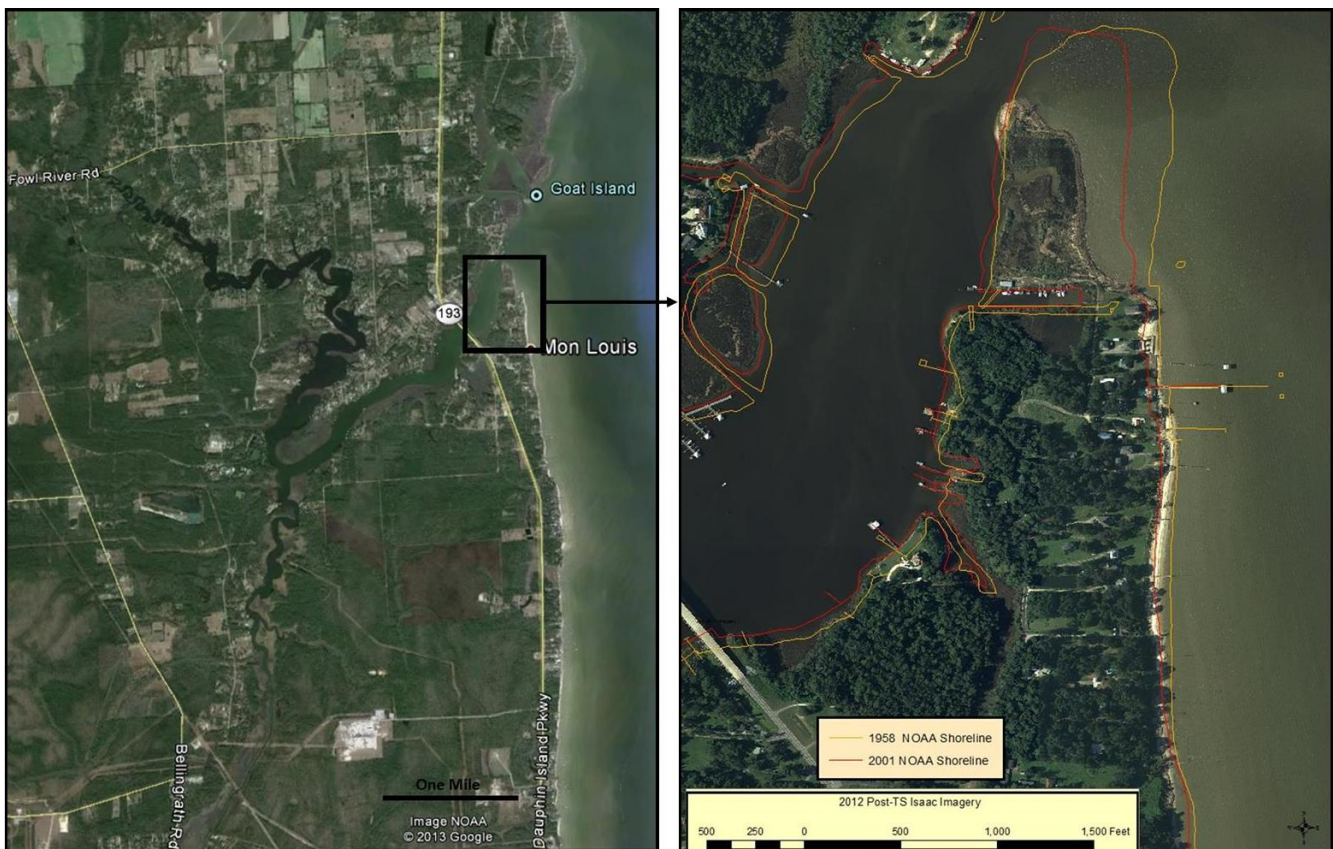 Fowl River Rd
Goat Island
193
Mon Louis
One Mile
Image NOAA
© 2013 Google
Bellingrath Rd
Dauphin Island Pkwy
1958 NOAA Shoreline
2001 NOAA Shoreline
2012 Post-TS Isaac Imagery
500 250 0 500 1,000 1,500 Feet